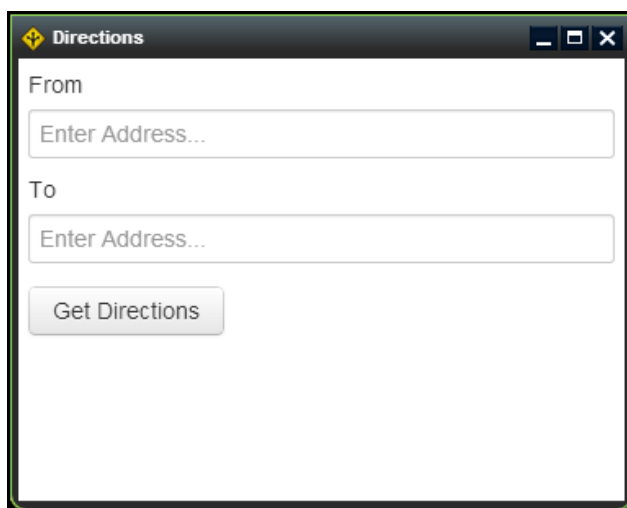 Directions
From
Enter Address...
To
Enter Address...
Get Directions